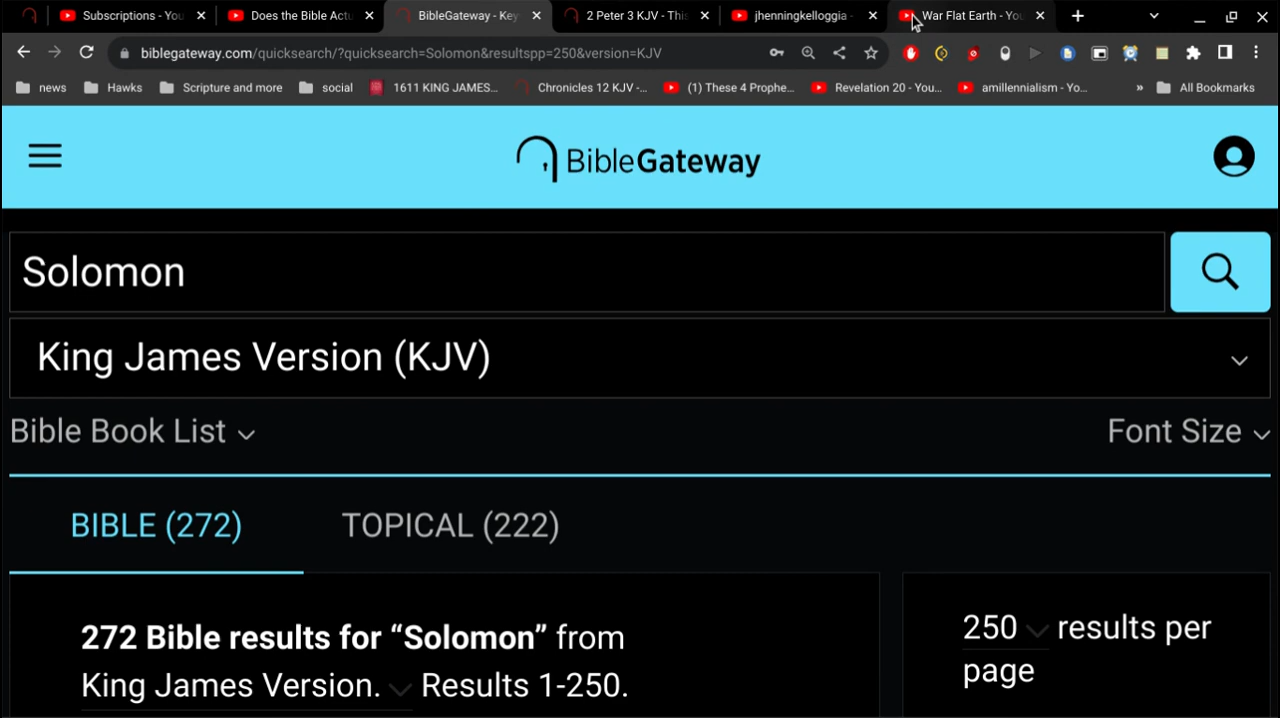 Subscriptions - You
Does the Bible Actu
BibleGateway - Key
2 Peter 3 KJV - This
jhenningkelloggia -
War Flat Earth - You
biblegateway.com/quicksearch/?quicksearch=Solomon&resultspp=250&version=KJV
news
Hawks
Scripture and more
social
1611 KING JAMES...
Chronicles 12 KJV -...
(1) These 4 Prophe...
Revelation 20 - You...
amillennialism - Yo...
»
All Bookmarks
BibleGateway
Solomon
King James Version (KJV)
Bible Book List
Font Size
BIBLE (272)
TOPICAL (222)
272 Bible results for “Solomon” from
King James Version. Results 1-250.
250 results per
page